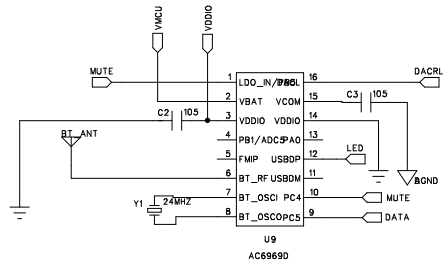 VMCU
VDDIO
MUTE
1 LDO_IN/PB5 DACL 16
DACRL
2 VBAT VCOM 15
C3 105
C2 105
3 VDDIO VDDIO 14
BT_ANT
4 PB1/ADC5 PA0 13
5 FMIP USBDP 12
LED
6 BT_RF USBDM 11
AGND
Y1 24MHZ
7 BT_OSCI PC4 10
MUTE
8 BT_OSCO PC5 9
DATA
U9
AC6969D